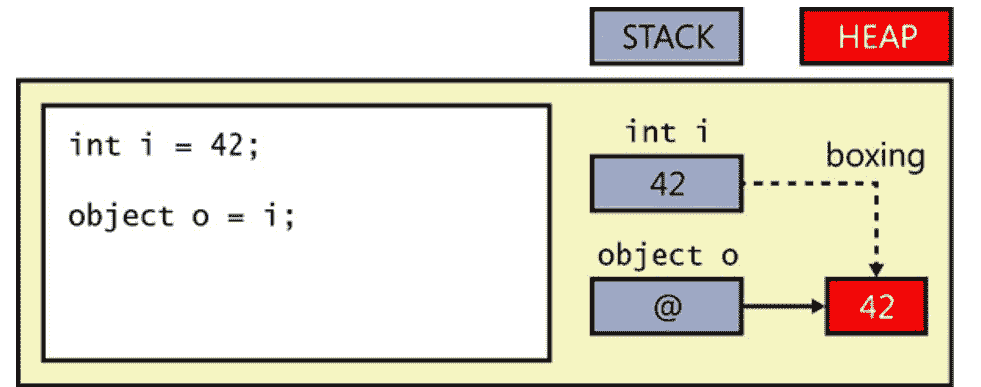 STACK
HEAP
int i = 42;
object o = i;
int i
42
boxing
object o
@
42